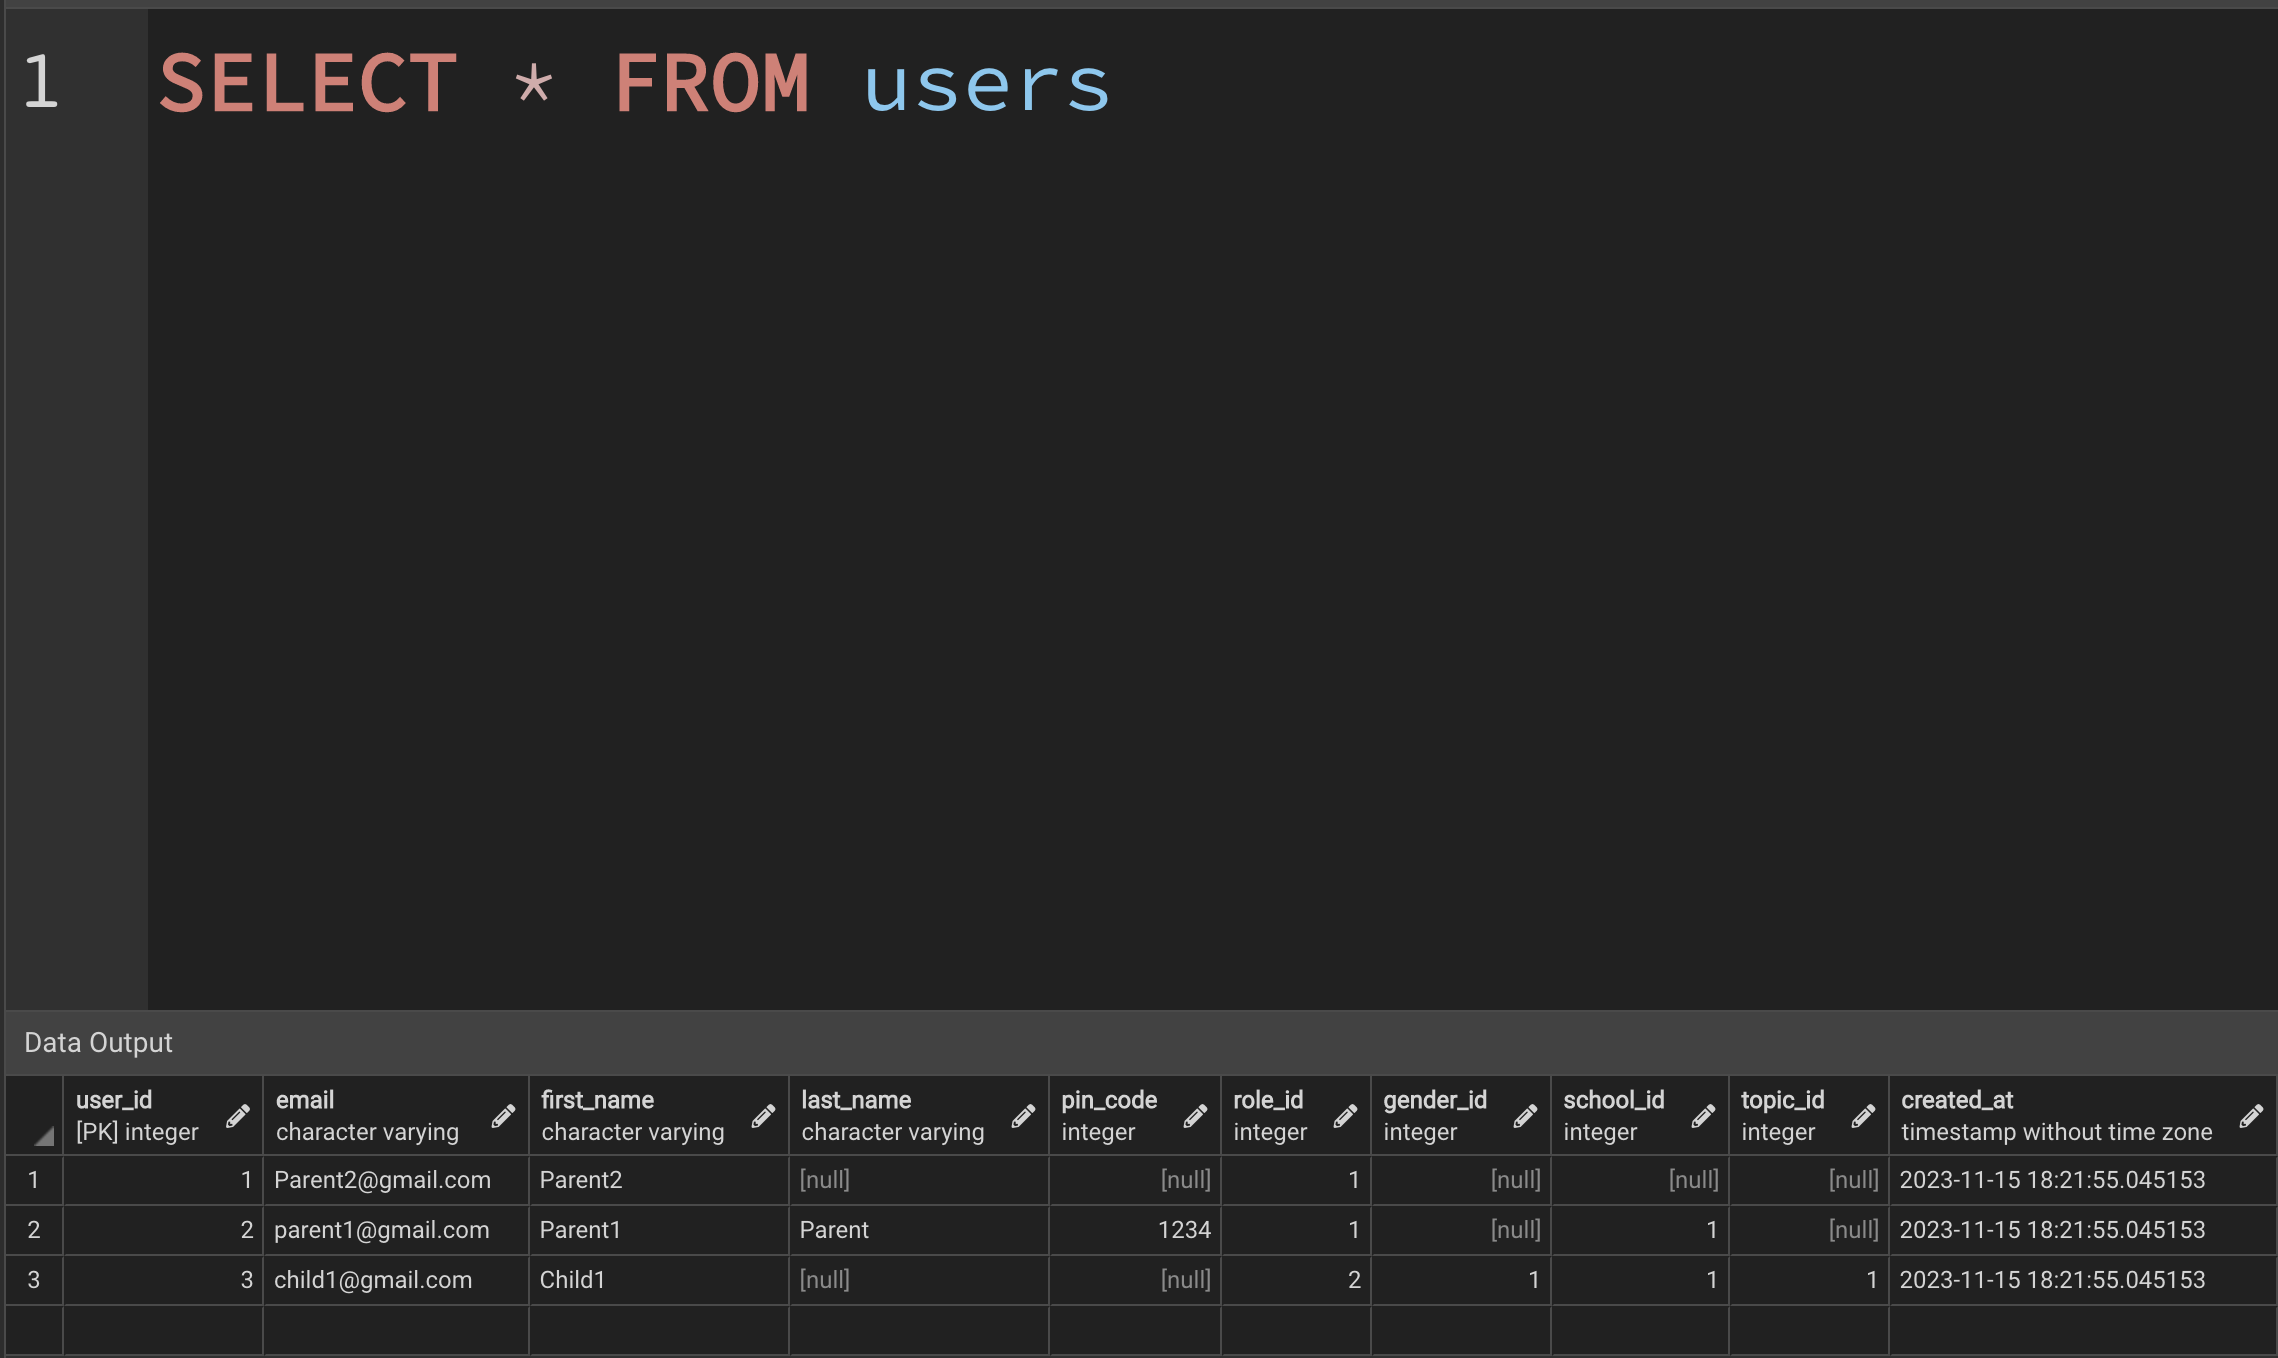 1 SELECT * FROM users
Data Output
user_id email first_name last_name pin_code role_id gender_id school_id topic_id created_at
[PK] integer character varying character varying character varying integer integer integer integer integer timestamp without time zone
1 1 Parent2@gmail.com Parent2 [null] [null] 1 [null] [null] [null] 2023-11-15 18:21:55.045153
2 2 parent1@gmail.com Parent1 Parent 1234 1 [null] 1 [null] 2023-11-15 18:21:55.045153
3 3 child1@gmail.com Child1 [null] [null] 2 1 1 1 2023-11-15 18:21:55.045153